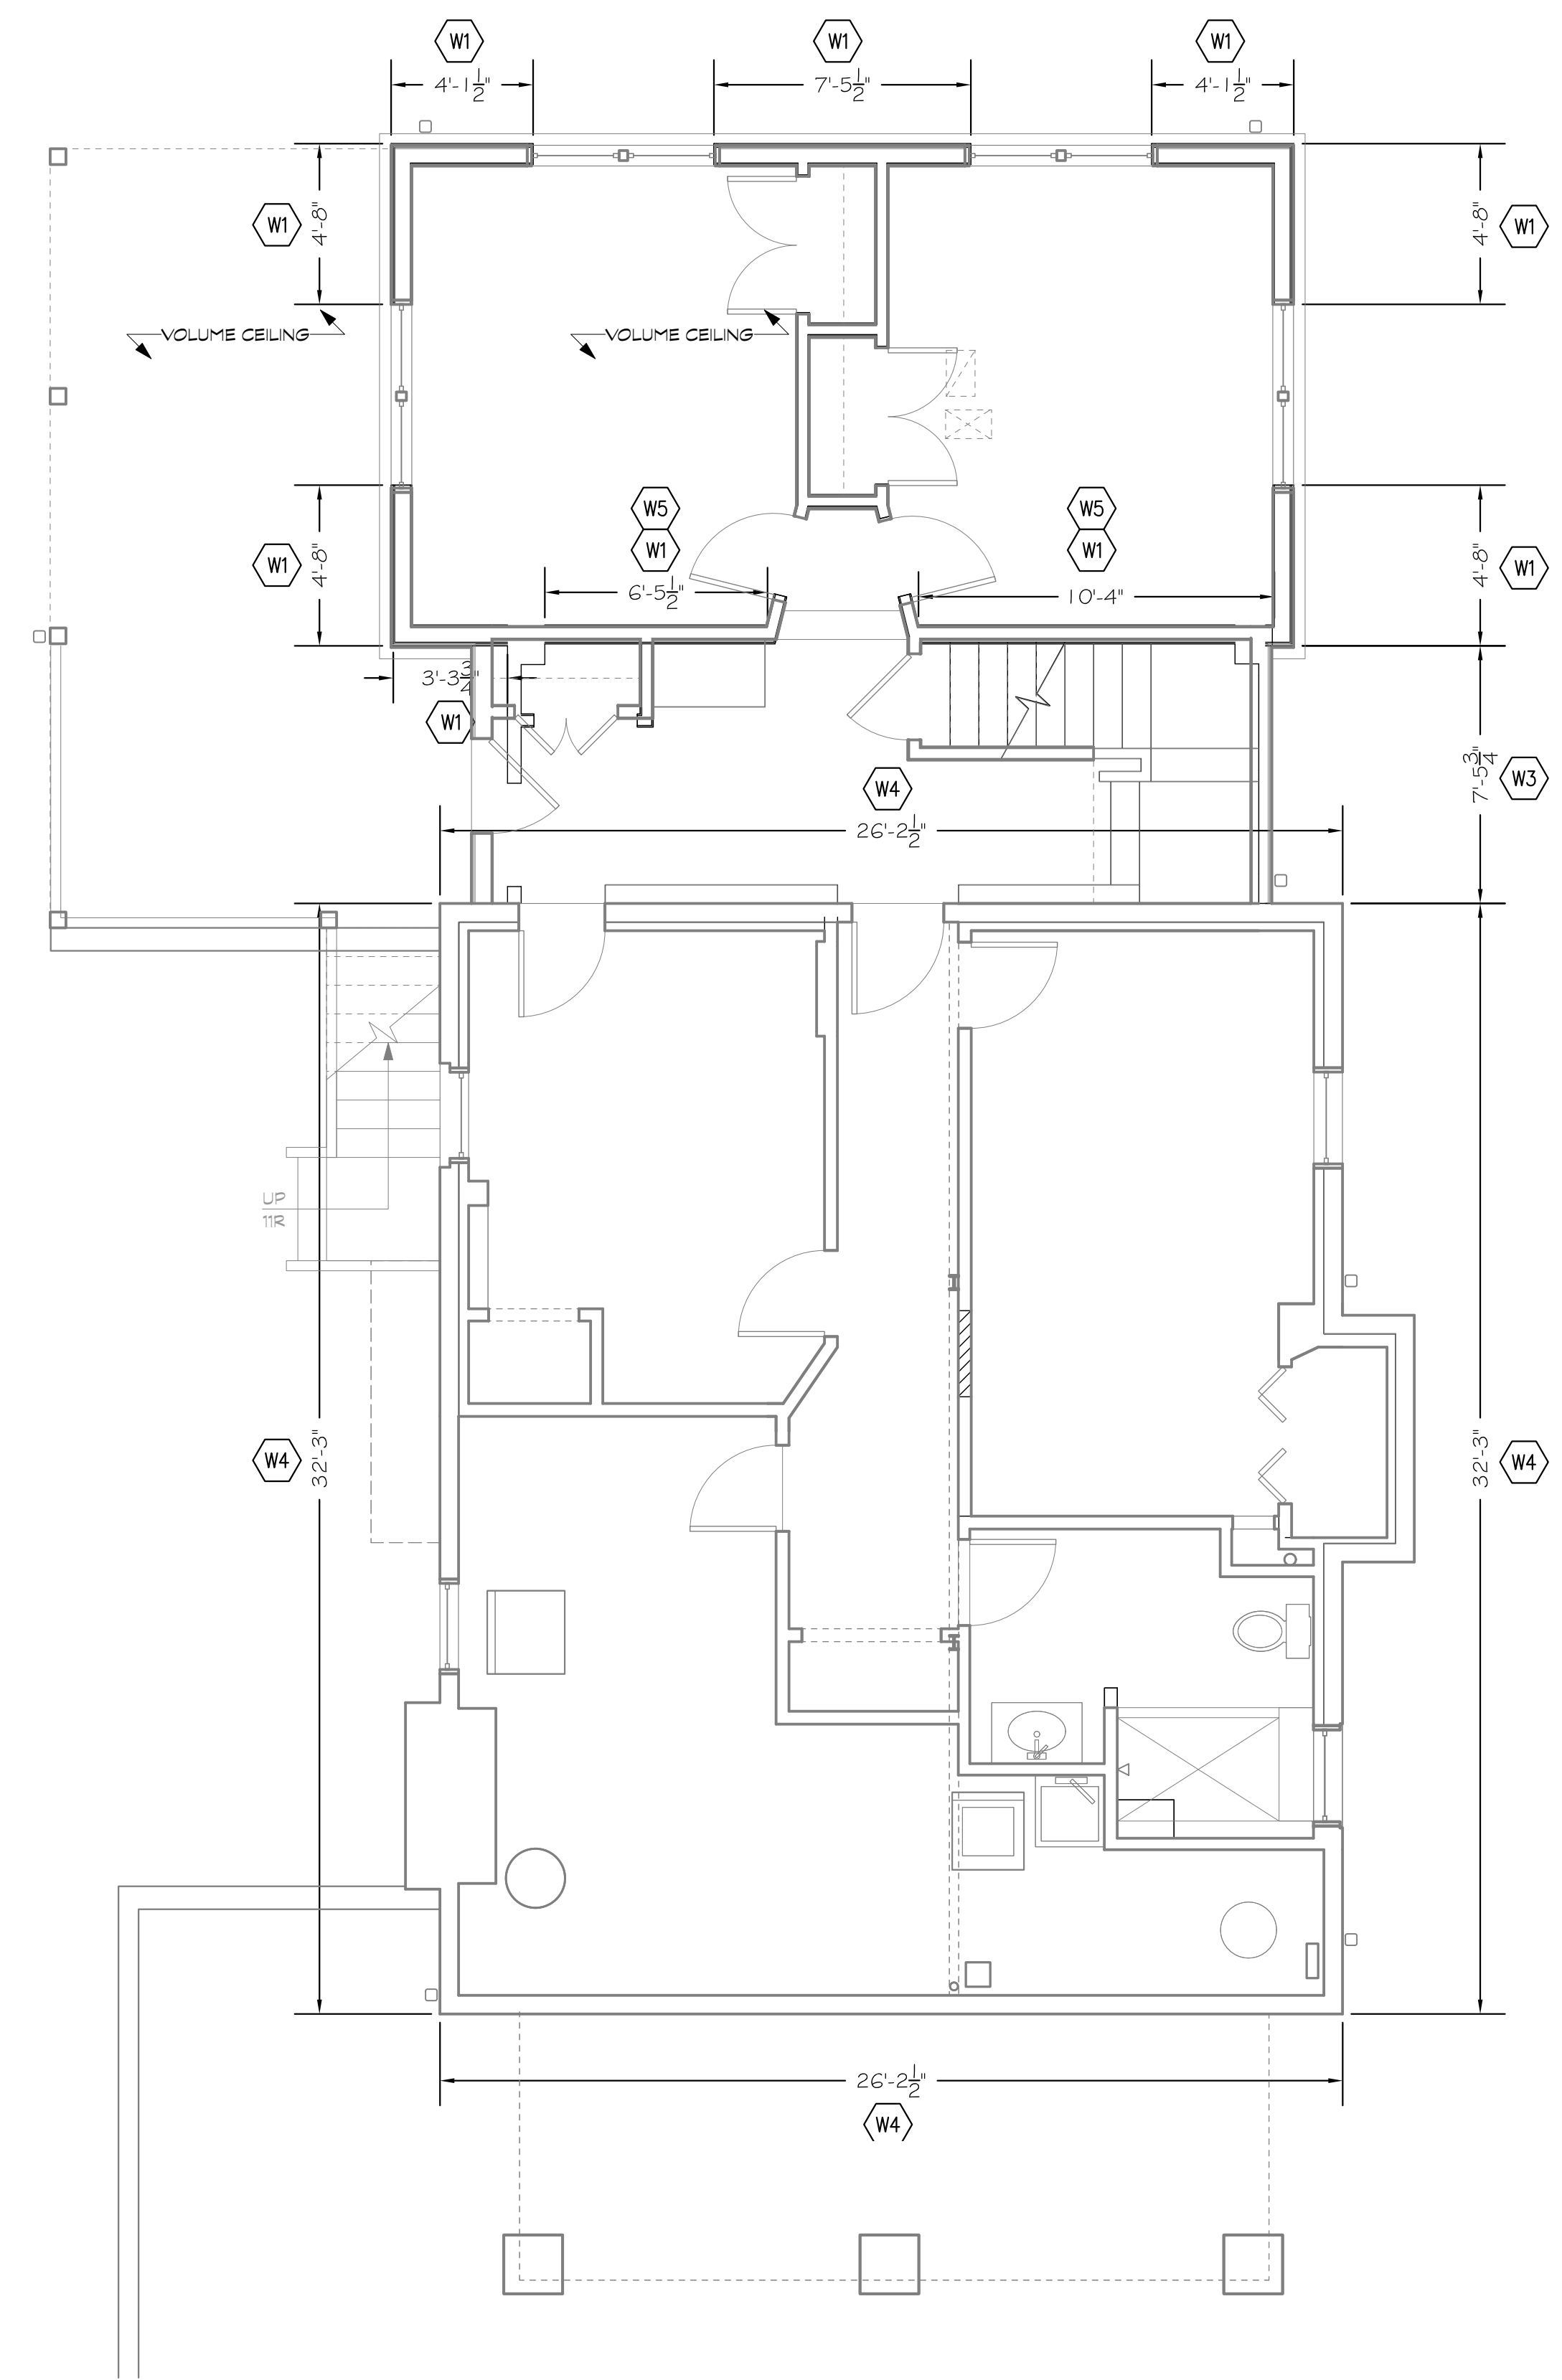 W1 W1 W1
4'-1 1/2" 7'-5 1/2" 4'-1 1/2"
W1 4'-8" 4'-8" W1
VOLUME CEILING VOLUME CEILING
W5 W5
W1 4'-8" W1 W1 4'-8" W1
6'-5 1/2" 10'-4"
3'-3 3/4"
W1
7'-5 3/4" W3
W4
26'-2 1/2"
UP
11R
W4 32'-3" 32'-3" W4
26'-2 1/2"
W4